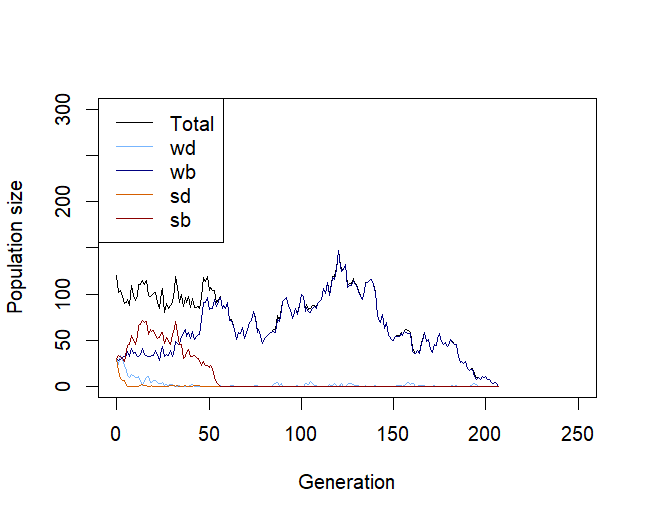 300
200
100
50
0
Population size
Total
wd
wb
sd
sb
0
50
100
150
200
250
Generation